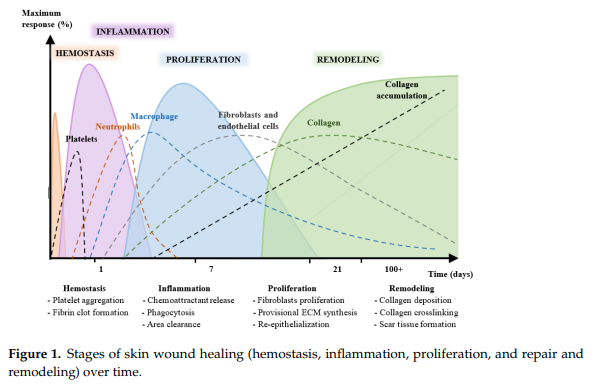 Maximum
response (%)
INFLAMMATION
HEMOSTASIS
PROLIFERATION
REMODELING
Collagen
accumulation
Macrophage
Fibroblasts and
endothelial cells
Neutrophils
Collagen
Platelets
1
7
21
100+
Time (days)
Hemostasis
- Platelet aggregation
- Fibrin clot formation
Inflammation
- Chemoattractant release
- Phagocytosis
- Area clearance
Proliferation
- Fibroblasts proliferation
- Provisional ECM synthesis
- Re-epithelialization
Remodeling
- Collagen deposition
- Collagen crosslinking
- Scar tissue formation
Figure 1. Stages of skin wound healing (hemostasis, inflammation, proliferation, and repair and
remodeling) over time.